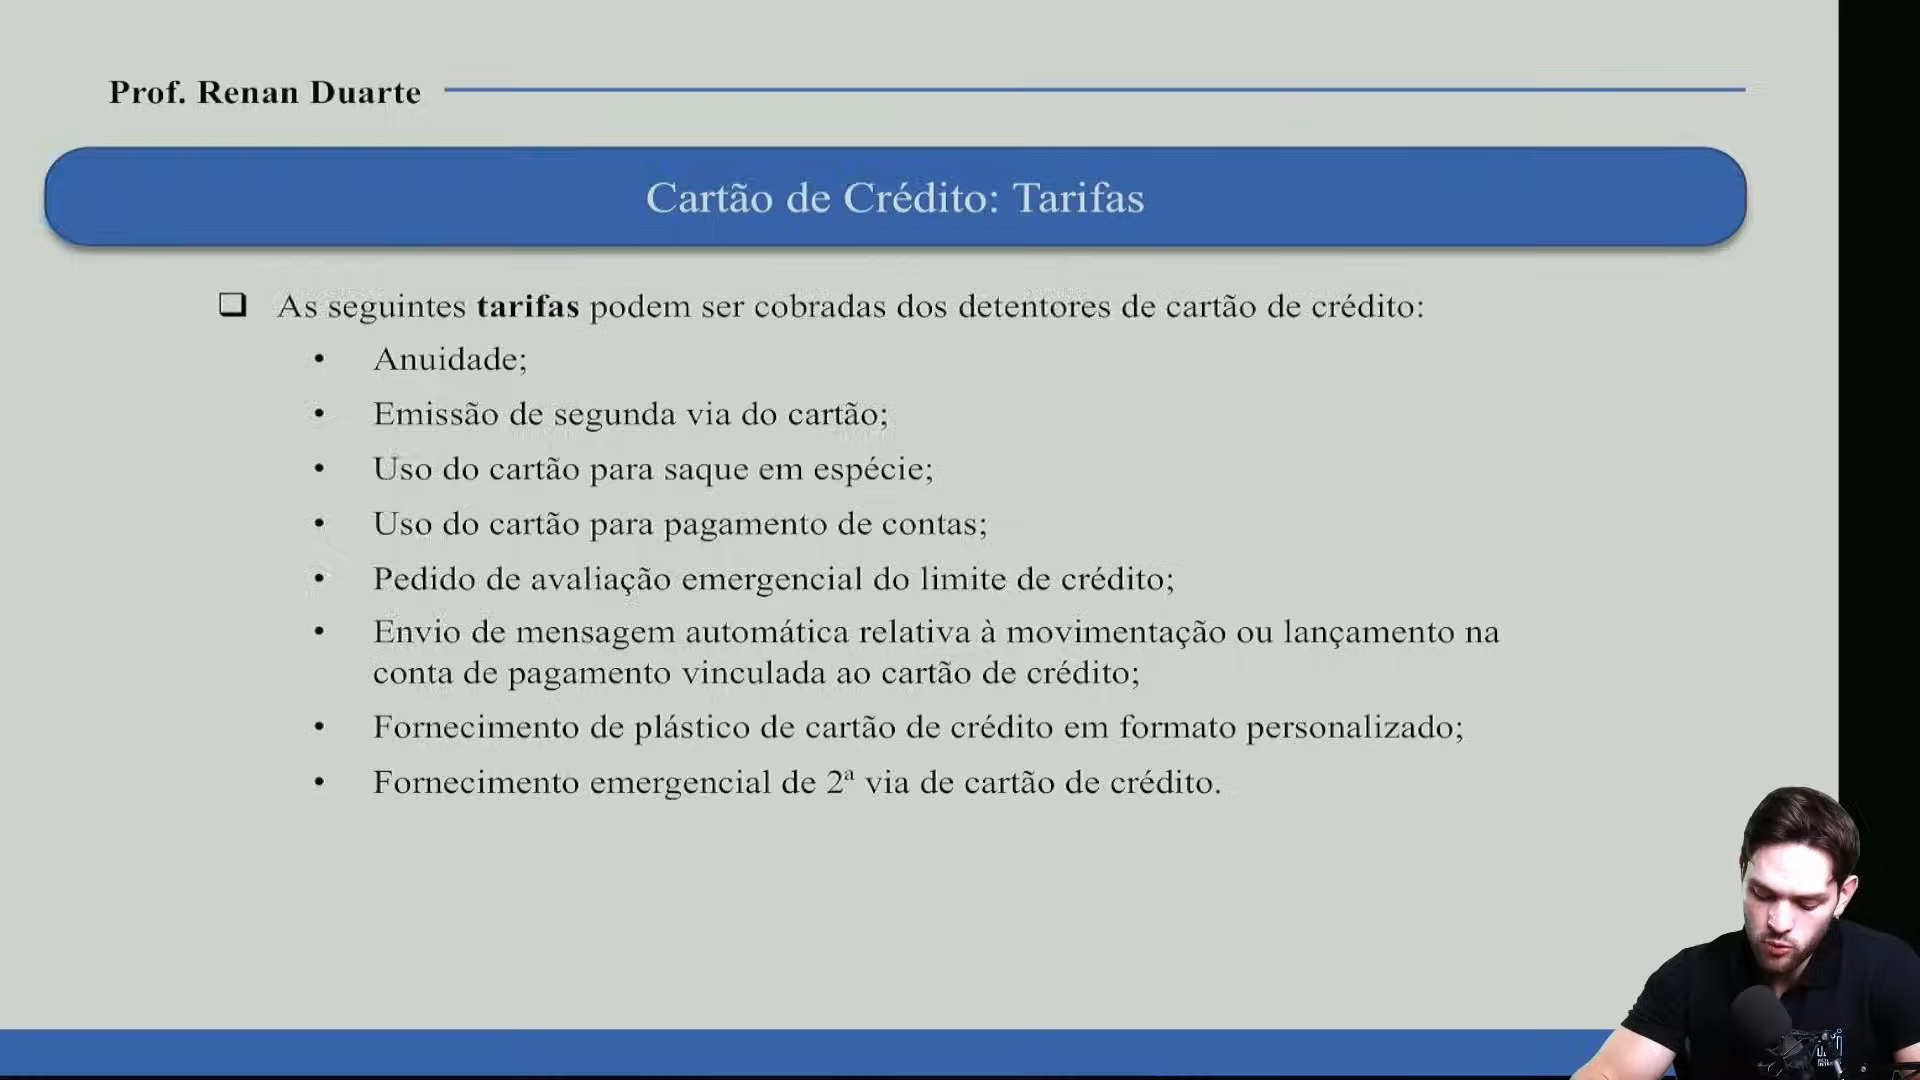 Prof. Renan Duarte
Cartão de Crédito: Tarifas
❑ As seguintes tarifas podem ser cobradas dos detentores de cartão de crédito:
• Anuidade;
• Emissão de segunda via do cartão;
• Uso do cartão para saque em espécie;
• Uso do cartão para pagamento de contas;
• Pedido de avaliação emergencial do limite de crédito;
• Envio de mensagem automática relativa à movimentação ou lançamento na
conta de pagamento vinculada ao cartão de crédito;
• Fornecimento de plástico de cartão de crédito em formato personalizado;
• Fornecimento emergencial de 2ª via de cartão de crédito.